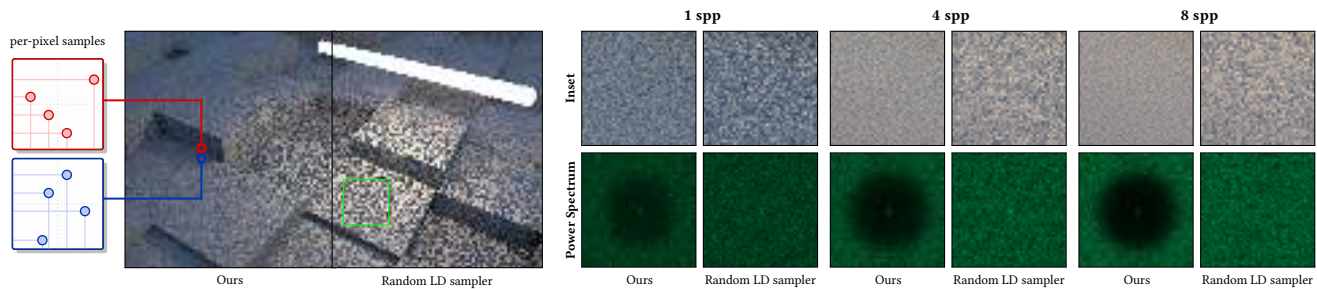 1 spp
4 spp
8 spp
per-pixel samples
Inset
Power Spectrum
Ours
Random LD sampler
Ours
Random LD sampler
Ours
Random LD sampler
Ours
Random LD sampler